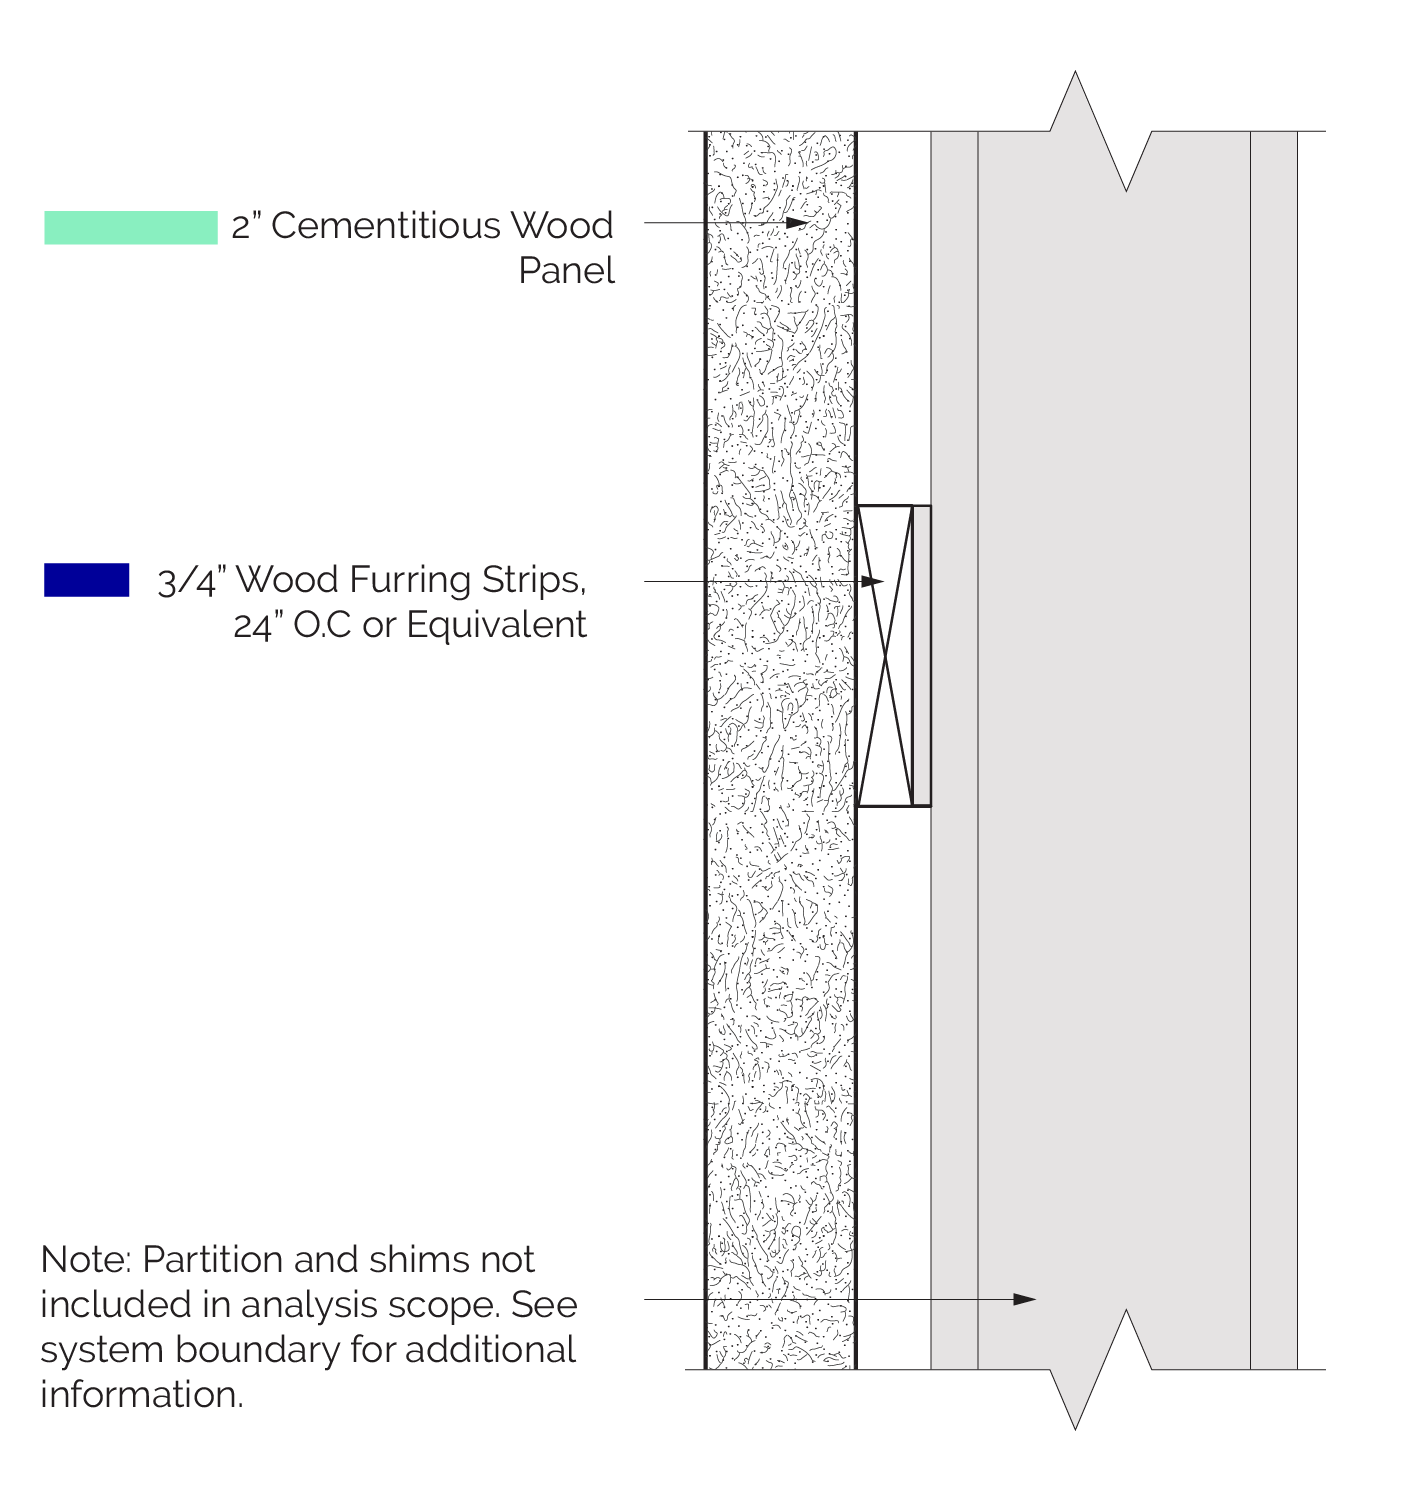 2” Cementitious Wood
Panel
3/4” Wood Furring Strips,
24” O.C or Equivalent
Note: Partition and shims not
included in analysis scope. See
system boundary for additional
information.